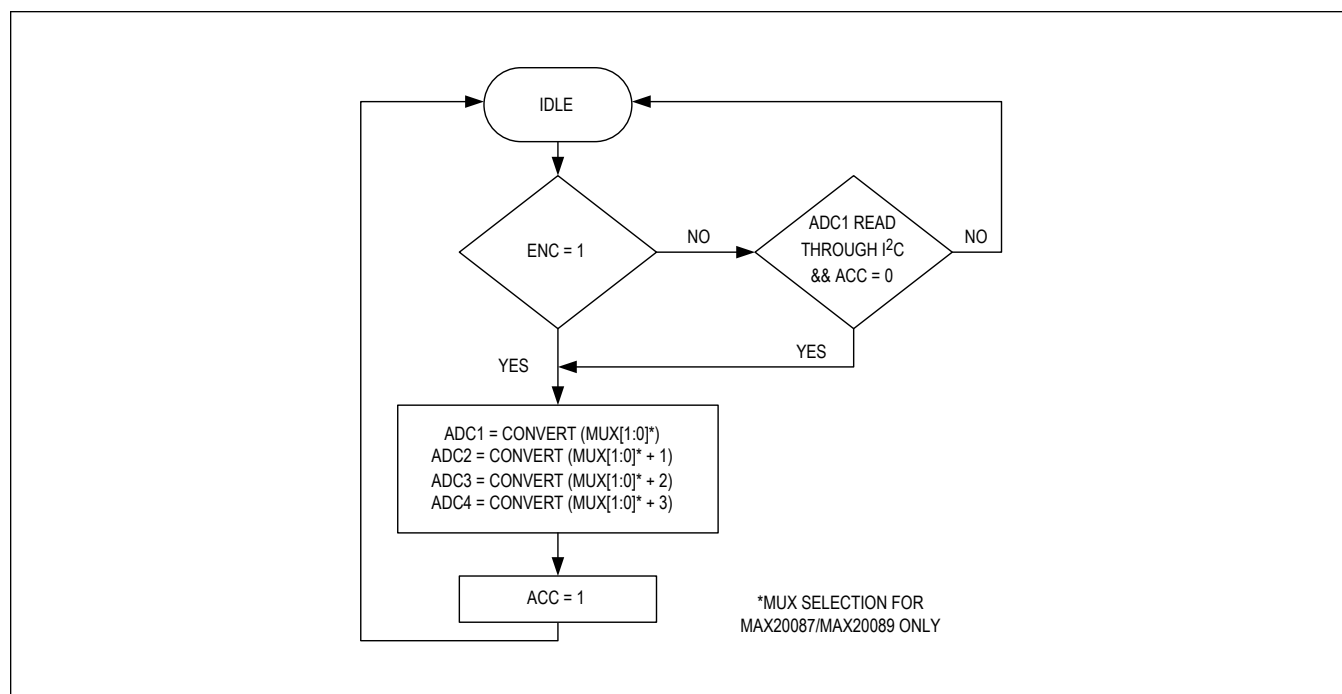 IDLE
ENC = 1
NO
ADC1 READ
THROUGH I²C
&& ACC = 0
NO
YES
YES
ADC1 = CONVERT (MUX[1:0]*)
ADC2 = CONVERT (MUX[1:0]* + 1)
ADC3 = CONVERT (MUX[1:0]* + 2)
ADC4 = CONVERT (MUX[1:0]* + 3)
ACC = 1
*MUX SELECTION FOR
MAX20087/MAX20089 ONLY